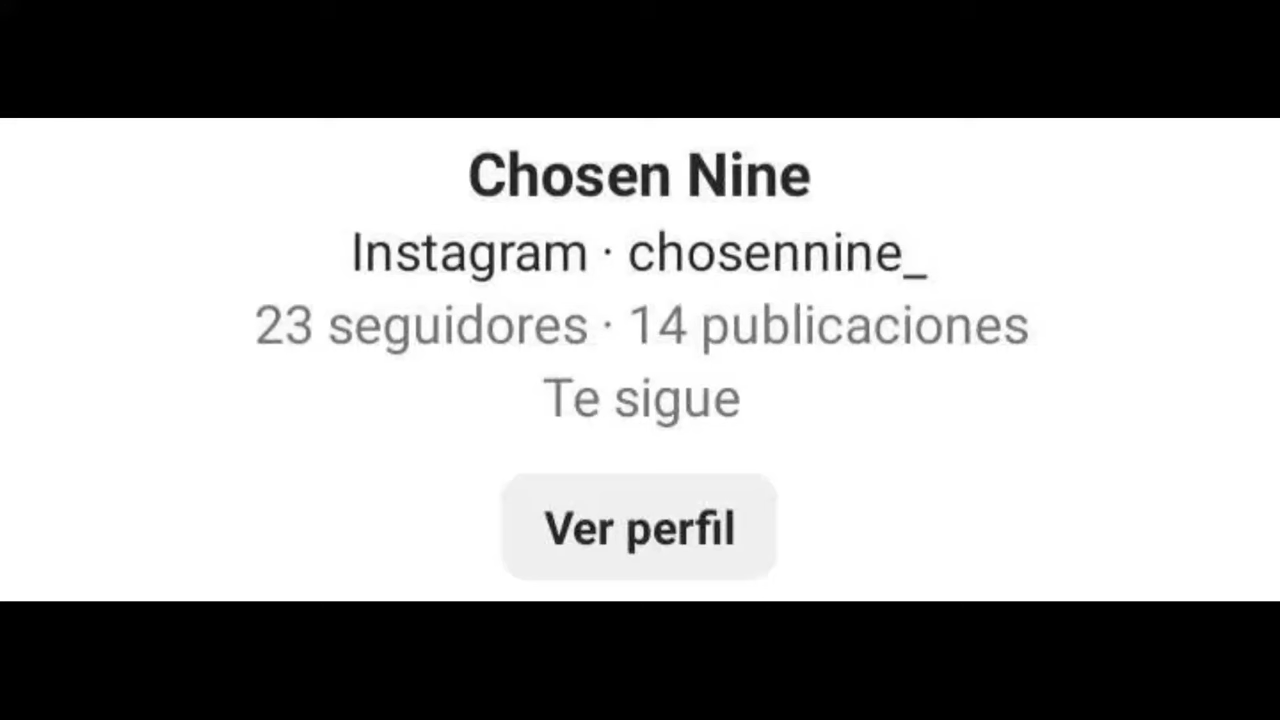 Chosen Nine
Instagram · chosennine_
23 seguidores · 14 publicaciones
Te sigue
Ver perfil